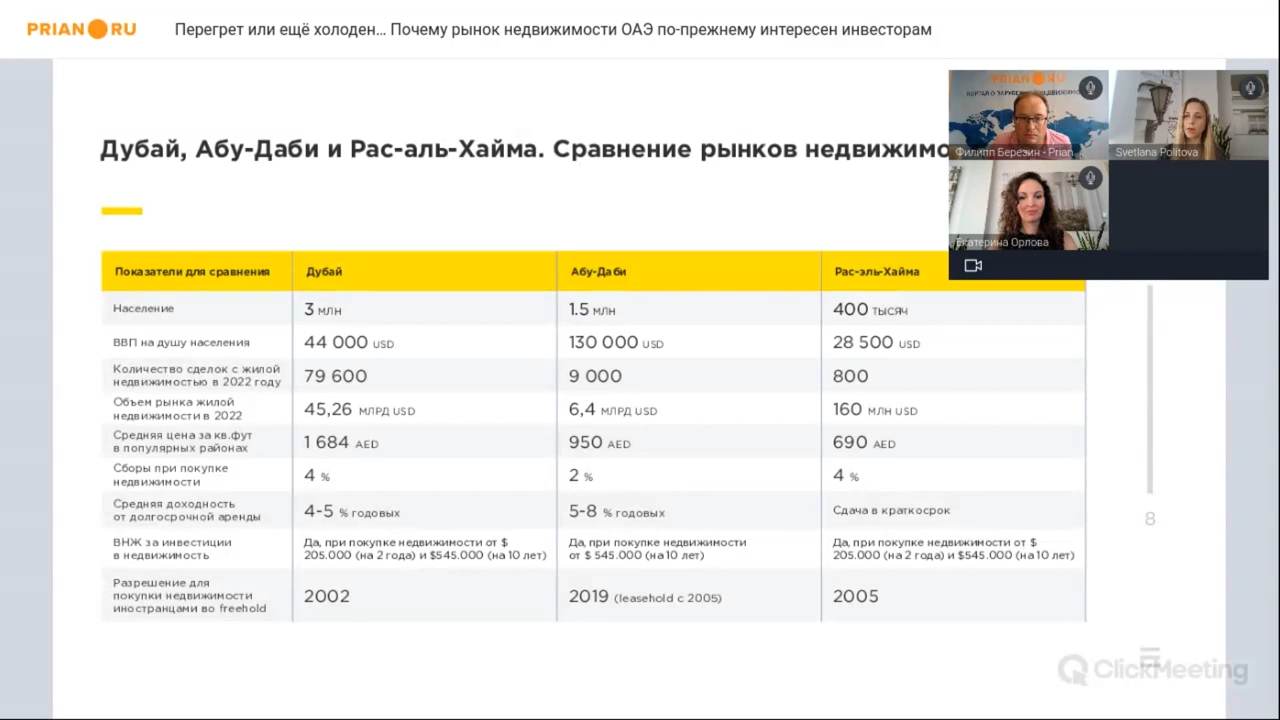 PRIAN RU
Перегрет или ещё холоден... Почему рынок недвижимости ОАЭ по-прежнему интересен инвесторам
PRIAN RU
Филипп Березин - Prian
Svetlana Politova
Екатерина Орлова
Дубай, Абу-Даби и Рас-аль-Хайма. Сравнение рынков недвижимо
Показатели для сравнения
Дубай
Абу-Даби
Рас-эль-Хайма
Население
3 млн
1.5 млн
400 тысяч
ВВП на душу населения
44 000 USD
130 000 USD
28 500 USD
Количество сделок с жилой
недвижимостью в 2022 году
79 600
9 000
800
Объем рынка жилой
недвижимости в 2022
45,26 МЛРД USD
6,4 МЛРД USD
160 МЛН USD
Средняя цена за кв.фут
в популярных районах
1 684 AED
950 AED
690 AED
Сборы при покупке
недвижимости
4 %
2 %
4 %
Средняя доходность
от долгосрочной аренды
4-5 % годовых
5-8 % годовых
Сдача в краткосрок
ВНЖ за инвестиции
в недвижимость
Да, при покупке недвижимости от $
205.000 (на 2 года) и $545.000 (на 10 лет)
Да, при покупке недвижимости
от $ 545.000 (на 10 лет)
Да, при покупке недвижимости от $
205.000 (на 2 года) и $545.000 (на 10 лет)
Разрешение для
покупки недвижимости
иностранцами во freehold
2002
2019 (leasehold с 2005)
2005
8
ClickMeeting